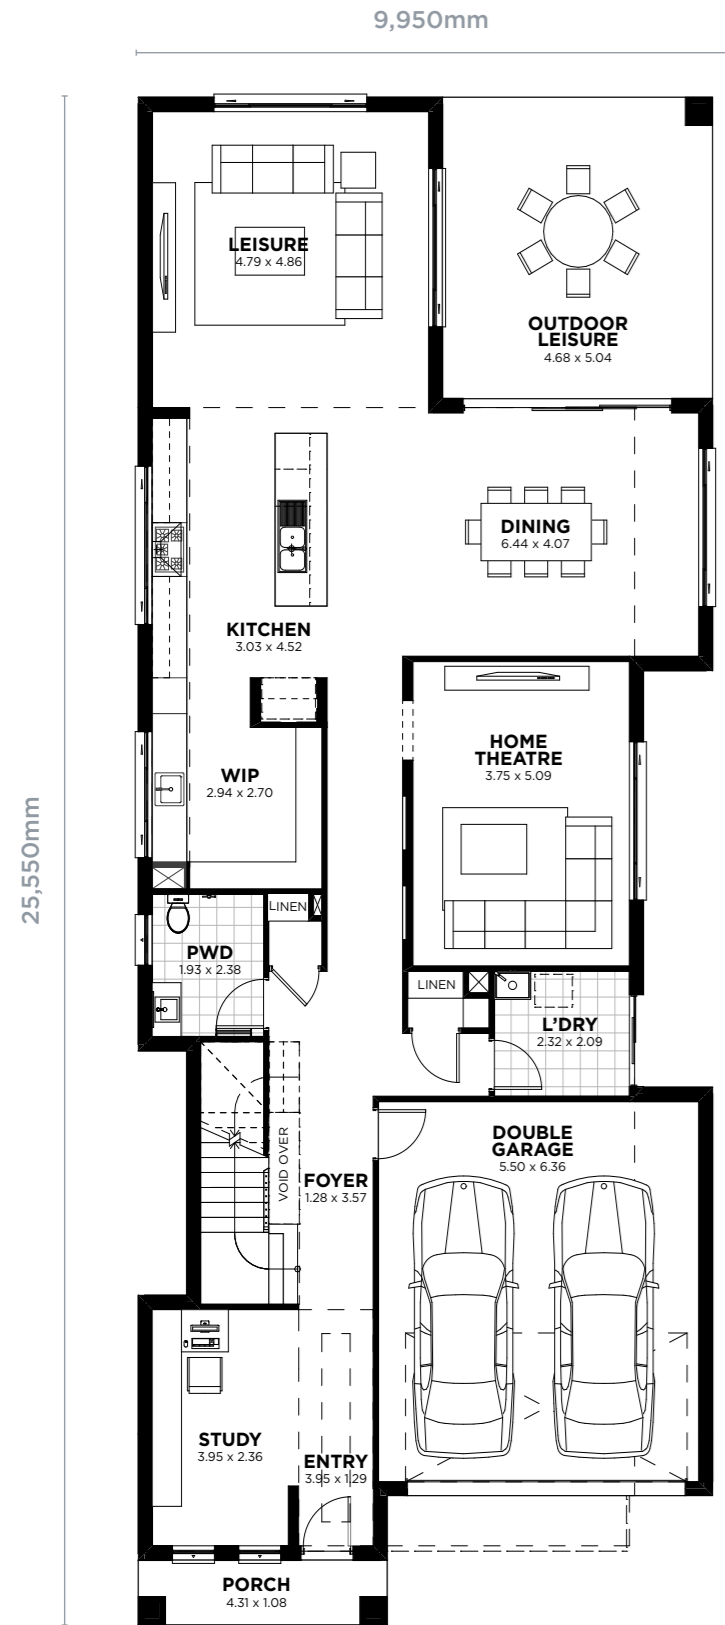 9,950mm
25,550mm
LEISURE
4.79 x 4.86
OUTDOOR
LEISURE
4.68 x 5.04
DINING
6.44 x 4.07
KITCHEN
3.03 x 4.52
HOME
THEATRE
3.75 x 5.09
WIP
2.94 x 2.70
LINEN
PWD
1.93 x 2.38
LINEN
L'DRY
2.32 x 2.09
DOUBLE
GARAGE
5.50 x 6.36
VOID OVER
FOYER
1.28 x 3.57
STUDY
3.95 x 2.36
ENTRY
3.95 x 1.29
PORCH
4.31 x 1.08